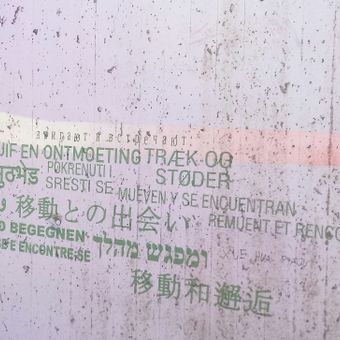 UIF EN ONTMOETING TRÆK OG
STØDER
POKRENUTI I
SRESTI SE MUEVEN Y SE ENCUENTRAN
移動との出会い REMUENT ET RENCO
D BEGEGNEN ומפגש מהלך
E ENCONTRE.SE
移動和邂逅